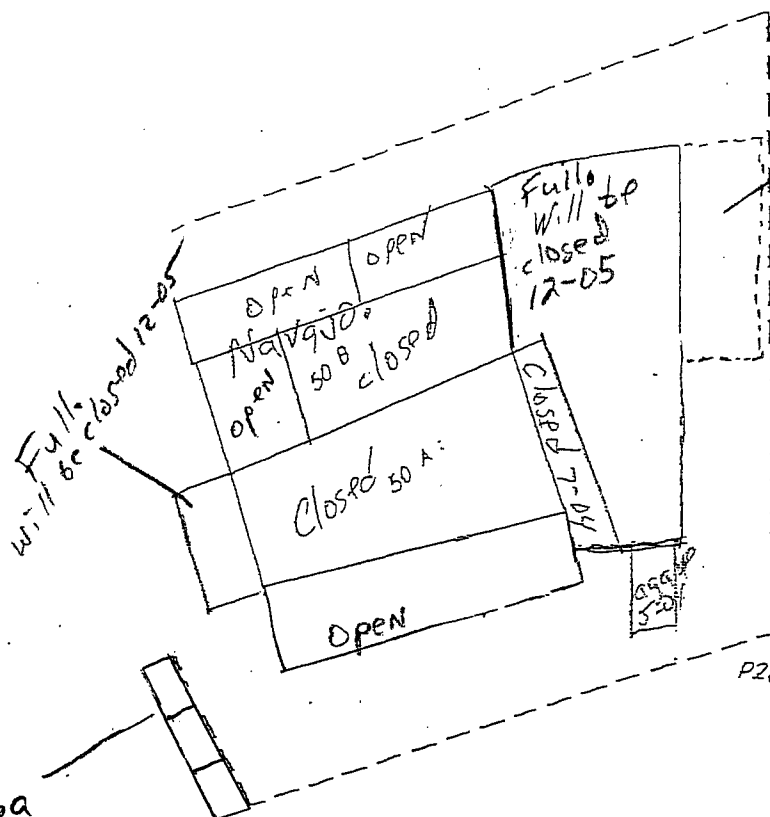 Full.
Will be
closed
12-05
open
open
Navajo.
open
50 B
closed
Full.
will be closed 12-05
Closed 50 A.
Closed 7-04
open
P2